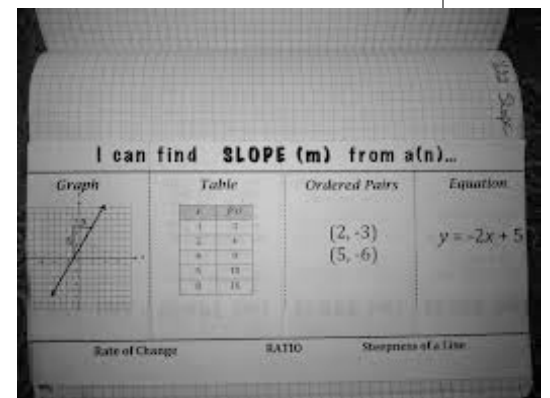 Slope
I can find SLOPE (m) from a(n)...
Graph Table Ordered Pairs Equation
(2, -3)
y = -2x + 5
(5, -6)
Rate of Change RATIO Steepness of a Line